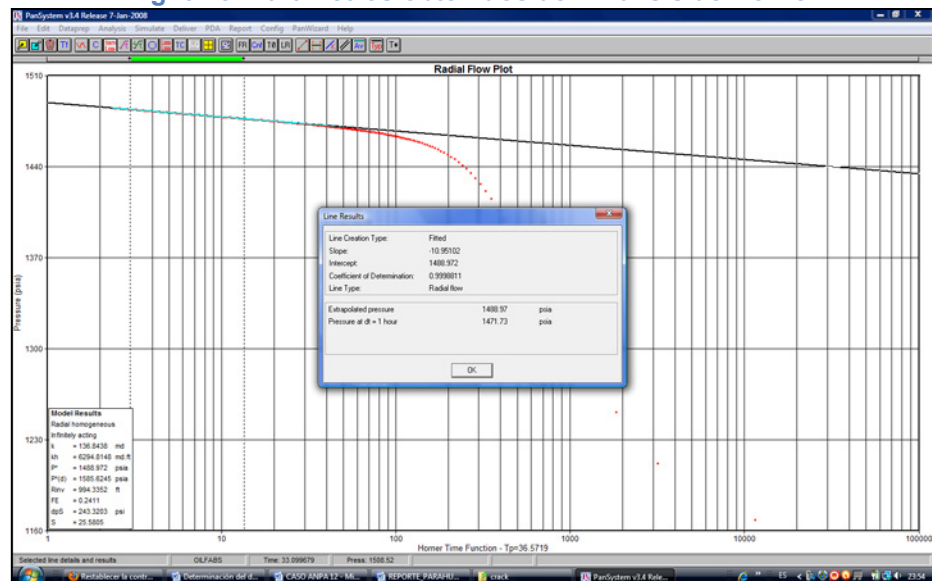 PanSystem v3.4 Release 7-Jan-2008
File Edit Dataprep Analysis Simulate Deliver PDA Report Config PanWizard Help
Radial Flow Plot
1510
1440
1370
1300
1230
1160
Pressure (psia)
Line Results
Line Creation Type: Fitted
Slope: -10.95102
Intercept: 1488.972
Coefficient of Determination: 0.9998811
Line Type: Radial flow
Extrapolated pressure 1488.97 psia
Pressure at dt = 1 hour 1471.73 psia
OK
Model Results
Radial homogeneous
Infinitely acting
k = 136.8438 md
kh = 6294.8148 md.ft
P* = 1488.972 psia
P*(d) = 1585.6245 psia
Rinv = 994.3352 ft
FE = 0.2411
dpS = 243.3203 psi
S = 25.5805
1 10 100 1000 10000 100000
Horner Time Function - Tp=36.5719
Selected line details and results OILFABS Time: 33.099679 Press: 1508.52
Restablecer la contr... Determinación del d... CASO ANPA 12 - Mi... REPORTE_PARAHU... crack PanSystem v3.4 Rele... ES 23:54